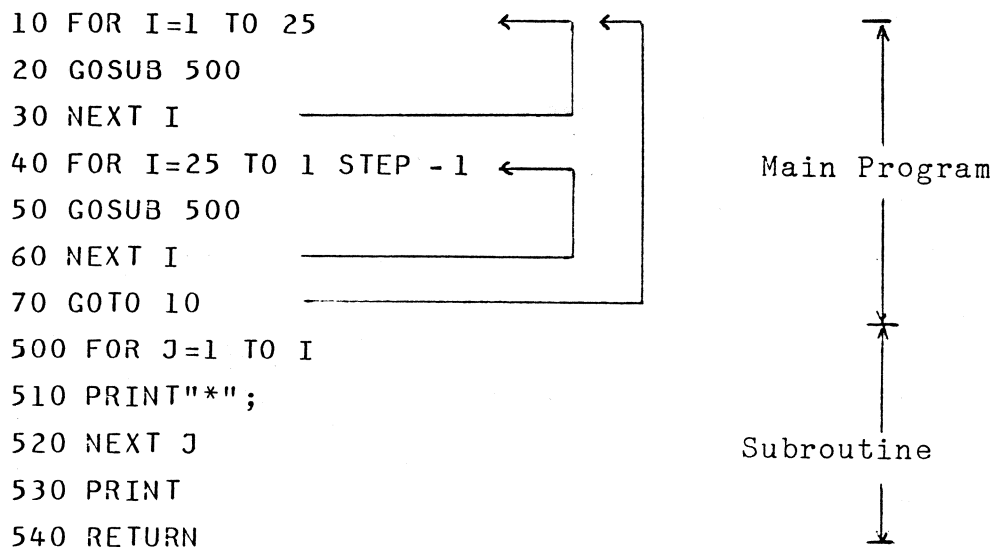 10 FOR I=1 TO 25
20 GOSUB 500
30 NEXT I
40 FOR I=25 TO 1 STEP -1
Main Program
50 GOSUB 500
60 NEXT I
70 GOTO 10
500 FOR J=1 TO I
510 PRINT"*";
520 NEXT J
Subroutine
530 PRINT
540 RETURN